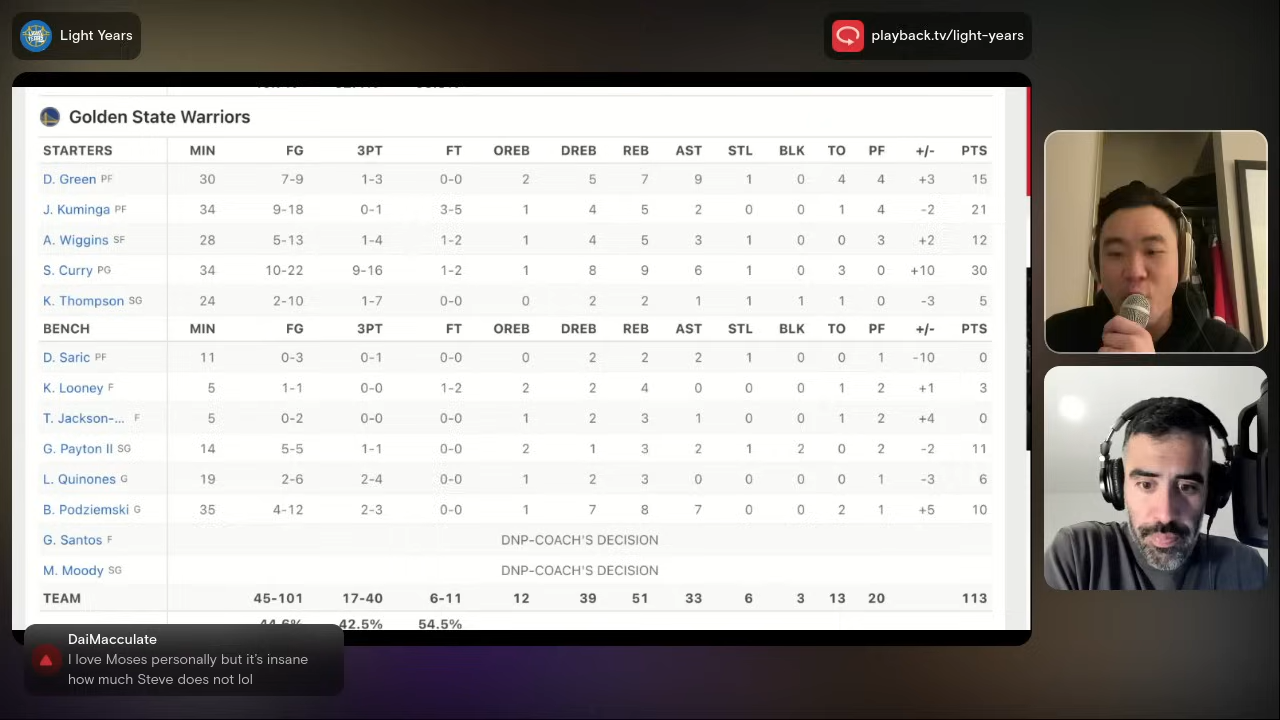 Light Years
playback.tv/light-years
Golden State Warriors
STARTERS MIN FG 3PT FT OREB DREB REB AST STL BLK TO PF +/- PTS
D. Green PF 30 7-9 1-3 0-0 2 5 7 9 1 0 4 4 +3 15
J. Kuminga PF 34 9-18 0-1 3-5 1 4 5 2 0 0 1 4 -2 21
A. Wiggins SF 28 5-13 1-4 1-2 1 4 5 3 1 0 0 3 +2 12
S. Curry PG 34 10-22 9-16 1-2 1 8 9 6 1 0 3 0 +10 30
K. Thompson SG 24 2-10 1-7 0-0 0 2 2 1 1 1 1 0 -3 5
BENCH MIN FG 3PT FT OREB DREB REB AST STL BLK TO PF +/- PTS
D. Saric PF 11 0-3 0-1 0-0 0 2 2 2 1 0 0 1 -10 0
K. Looney F 5 1-1 0-0 1-2 2 2 4 0 0 0 1 2 +1 3
T. Jackson-... F 5 0-2 0-0 0-0 1 2 3 1 0 0 1 2 +4 0
G. Payton II SG 14 5-5 1-1 0-0 2 1 3 2 1 2 0 2 -2 11
L. Quinones G 19 2-6 2-4 0-0 1 2 3 0 0 0 0 1 -3 6
B. Podziemski G 35 4-12 2-3 0-0 1 7 8 7 0 0 2 1 +5 10
G. Santos F DNP-COACH'S DECISION
M. Moody SG DNP-COACH'S DECISION
TEAM 45-101 17-40 6-11 12 39 51 33 6 3 13 20 113
44.6% 42.5% 54.5%
DaiMacculate
I love Moses personally but it's insane
how much Steve does not lol